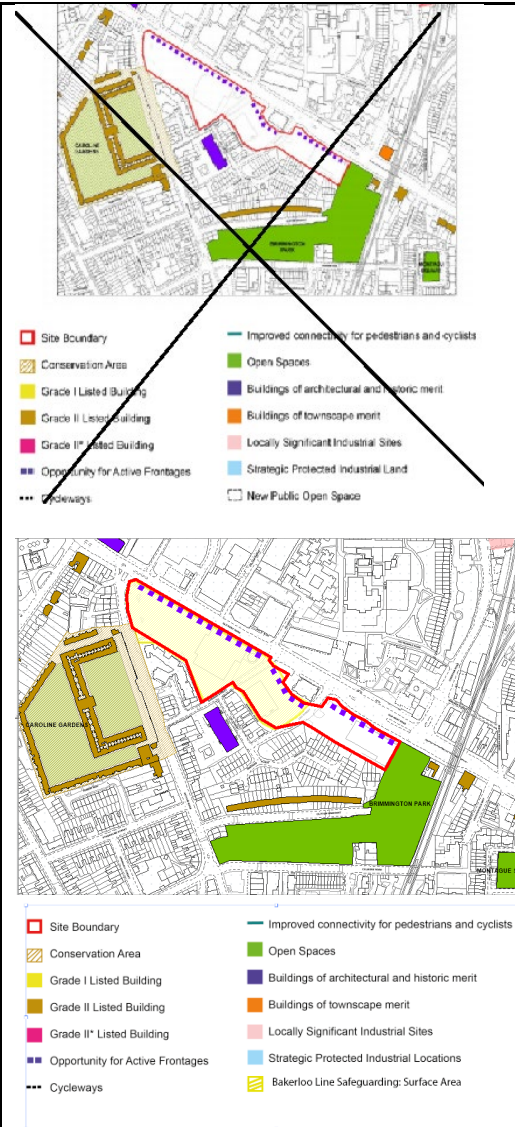 CAROLINE
GARDENS
BRIMMINGTON
PARK
MONTAGU
SQUARE
Site Boundary
Improved connectivity for pedestrians and cyclists
Conservation Area
Open Spaces
Grade I Listed Building
Buildings of architectural and historic merit
Grade II Listed Building
Buildings of townscape merit
Grade II* Listed Building
Locally Significant Industrial Sites
Opportunity for Active Frontages
Strategic Protected Industrial Land
Cycleways
New Public Open Space
CAROLINE GARDENS
BRIMMINGTON PARK
MONTAGUE S
Site Boundary
Improved connectivity for pedestrians and cyclists
Conservation Area
Open Spaces
Grade I Listed Building
Buildings of architectural and historic merit
Grade II Listed Building
Buildings of townscape merit
Grade II* Listed Building
Locally Significant Industrial Sites
Opportunity for Active Frontages
Strategic Protected Industrial Locations
Cycleways
Bakerloo Line Safeguarding: Surface Area